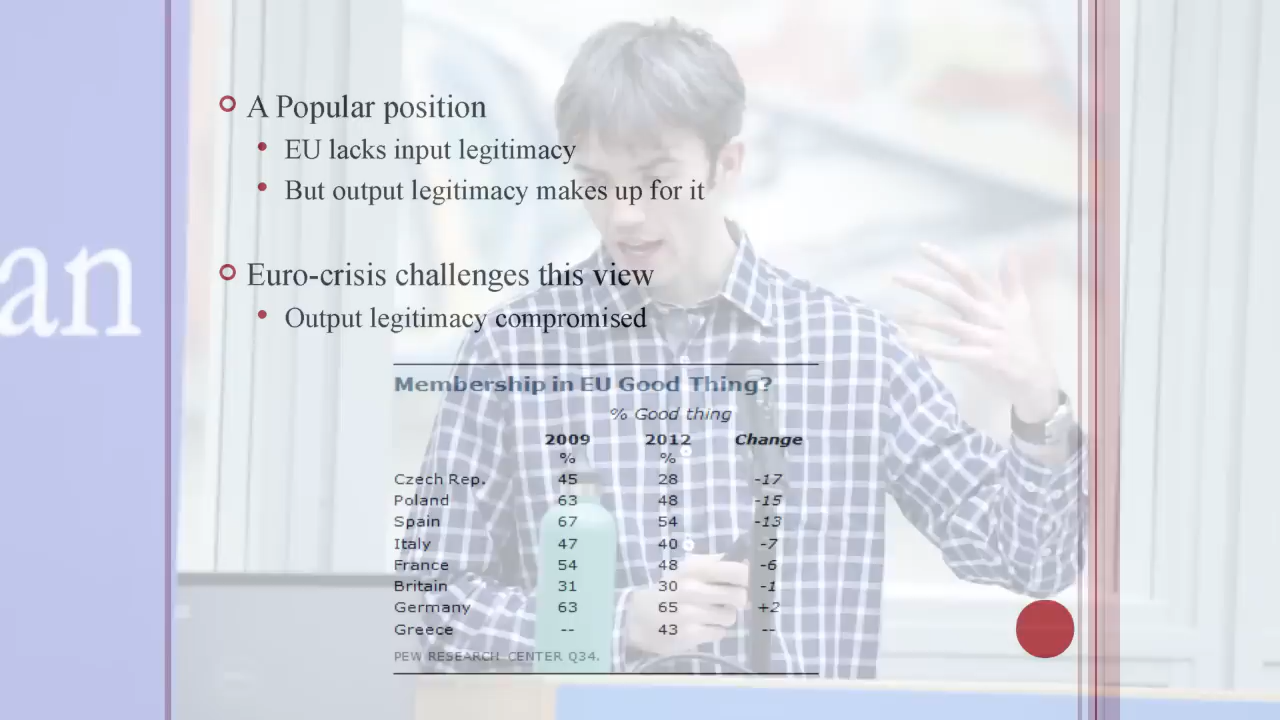 an
A Popular position
EU lacks input legitimacy
But output legitimacy makes up for it
Euro-crisis challenges this view
Output legitimacy compromised
Membership in EU Good Thing?
% Good thing
2009 2012 Change
% %
Czech Rep. 45 28 -17
Poland 63 48 -15
Spain 67 54 -13
Italy 47 40 -7
France 54 48 -6
Britain 31 30 -1
Germany 63 65 +2
Greece -- 43 --
PEW RESEARCH CENTER Q34.